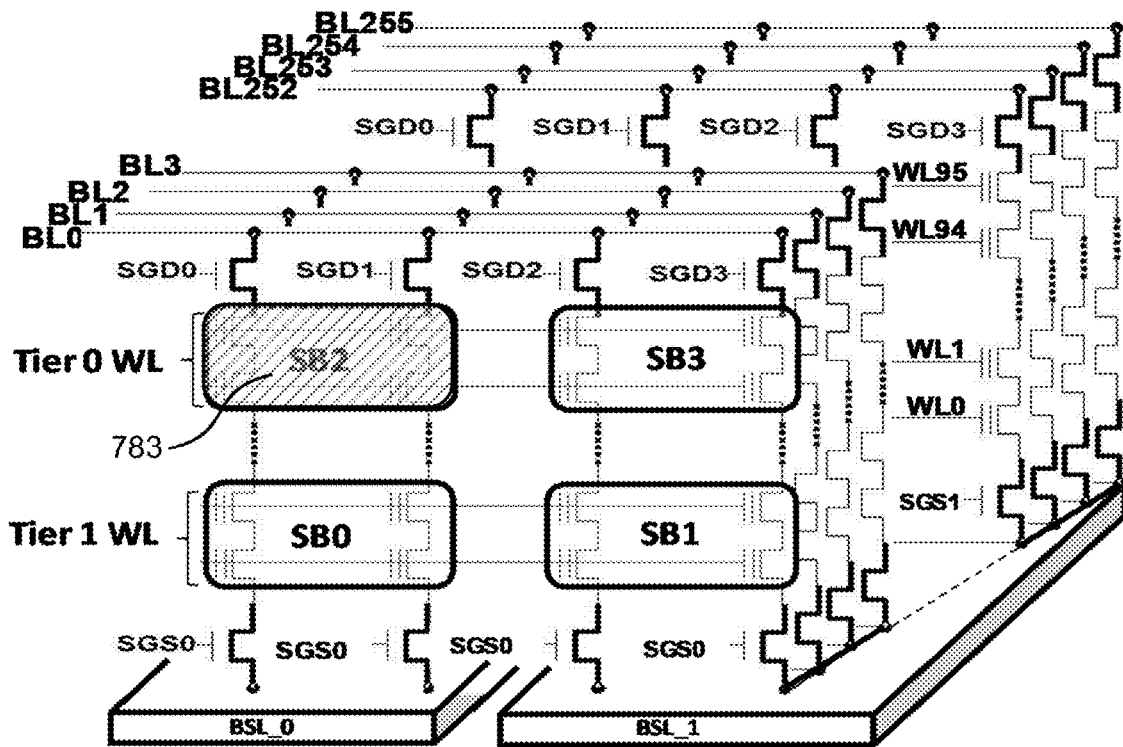 BL255
BL254
BL253
BL252
SGD0 SGD1 SGD2 SGD3
BL3
BL2
BL1
BL0
WL95
WL94
SGD0 SGD1 SGD2 SGD3
Tier 0 WL
SB2 SB3
WL1
WL0
783
SGS1
Tier 1 WL
SB0 SB1
SGS0 SGS0 SGS0 SGS0
BSL_0 BSL_1